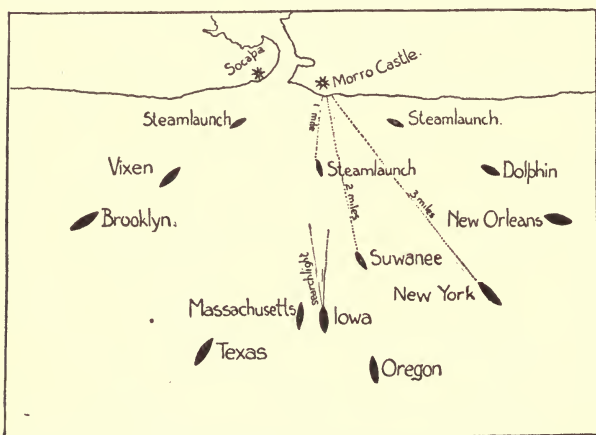 Socapa
Morro Castle.
Steamlaunch
1 mile
Steamlaunch.
Vixen
Steamlaunch
Dolphin
Brooklyn.
2 miles
3 miles
New Orleans
Suwanee
searchlight
New York
Massachusetts
Iowa
Texas
Oregon